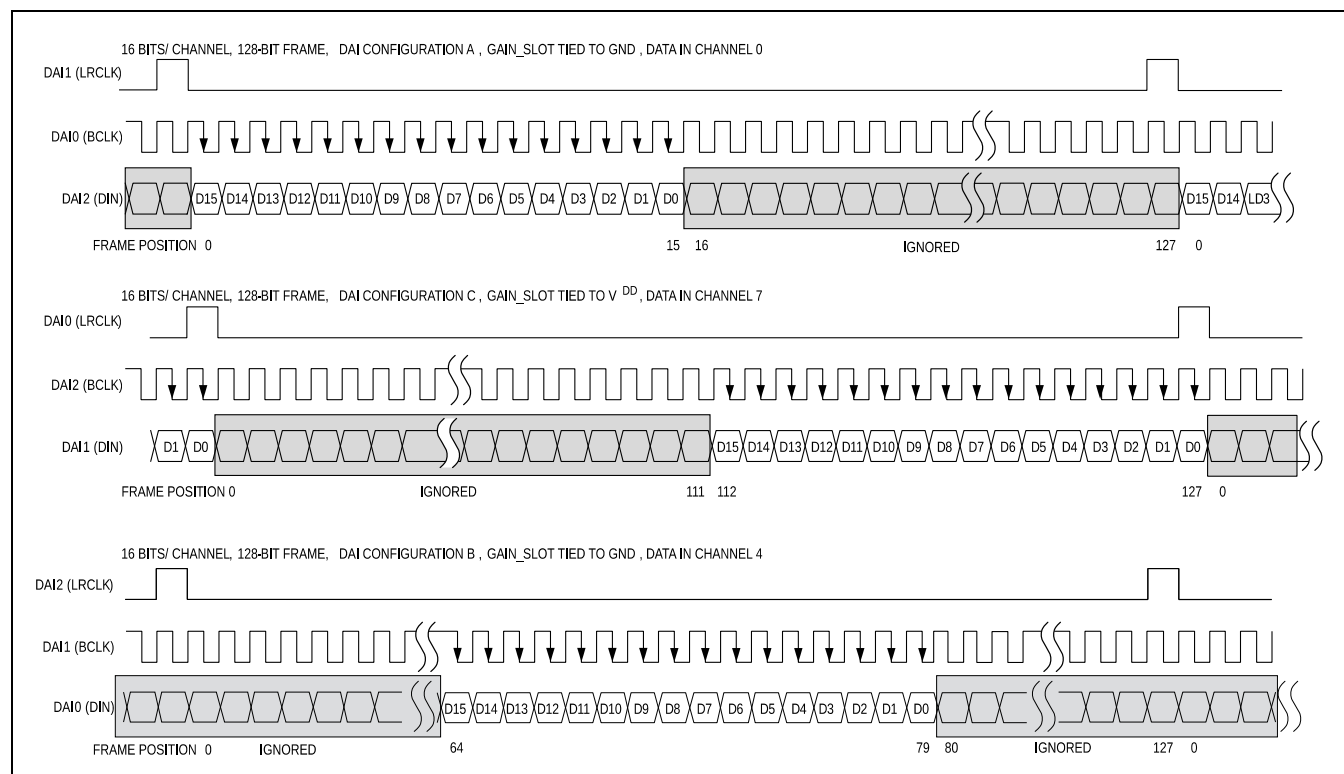 16 BITS/ CHANNEL, 128-BIT FRAME, DAI CONFIGURATION A , GAIN_SLOT TIED TO GND , DATA IN CHANNEL 0
DAI1 (LRCLK)
DAI0 (BCLK)
DAI2 (DIN) D15 D14 D13 D12 D11 D10 D9 D8 D7 D6 D5 D4 D3 D2 D1 D0 D15 D14 LD3
FRAME POSITION 0 15 16 IGNORED 127 0
16 BITS/ CHANNEL, 128-BIT FRAME, DAI CONFIGURATION C , GAIN_SLOT TIED TO V DD , DATA IN CHANNEL 7
DAI0 (LRCLK)
DAI2 (BCLK)
DAI1 (DIN) D1 D0 D15 D14 D13 D12 D11 D10 D9 D8 D7 D6 D5 D4 D3 D2 D1 D0
FRAME POSITION 0 IGNORED 111 112 127 0
16 BITS/ CHANNEL, 128-BIT FRAME, DAI CONFIGURATION B , GAIN_SLOT TIED TO GND , DATA IN CHANNEL 4
DAI2 (LRCLK)
DAI1 (BCLK)
DAI0 (DIN) D15 D14 D13 D12 D11 D10 D9 D8 D7 D6 D5 D4 D3 D2 D1 D0
FRAME POSITION 0 IGNORED 64 79 80 IGNORED 127 0